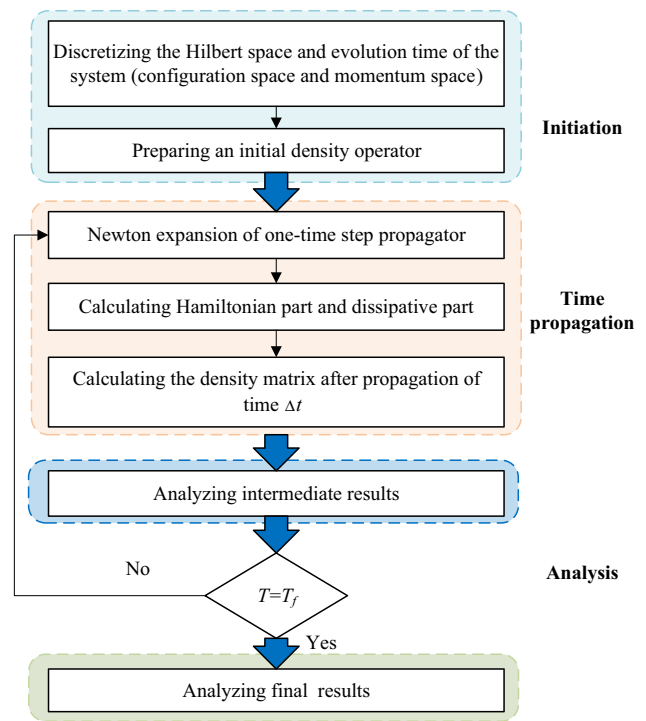 Discretizing the Hilbert space and evolution time of the
system (configuration space and momentum space)
Initiation
Preparing an initial density operator
Newton expansion of one-time step propagator
Calculating Hamiltonian part and dissipative part
Time
propagation
Calculating the density matrix after propagation of
time Δt
Analyzing intermediate results
No
T=T_f
Analysis
Yes
Analyzing final results